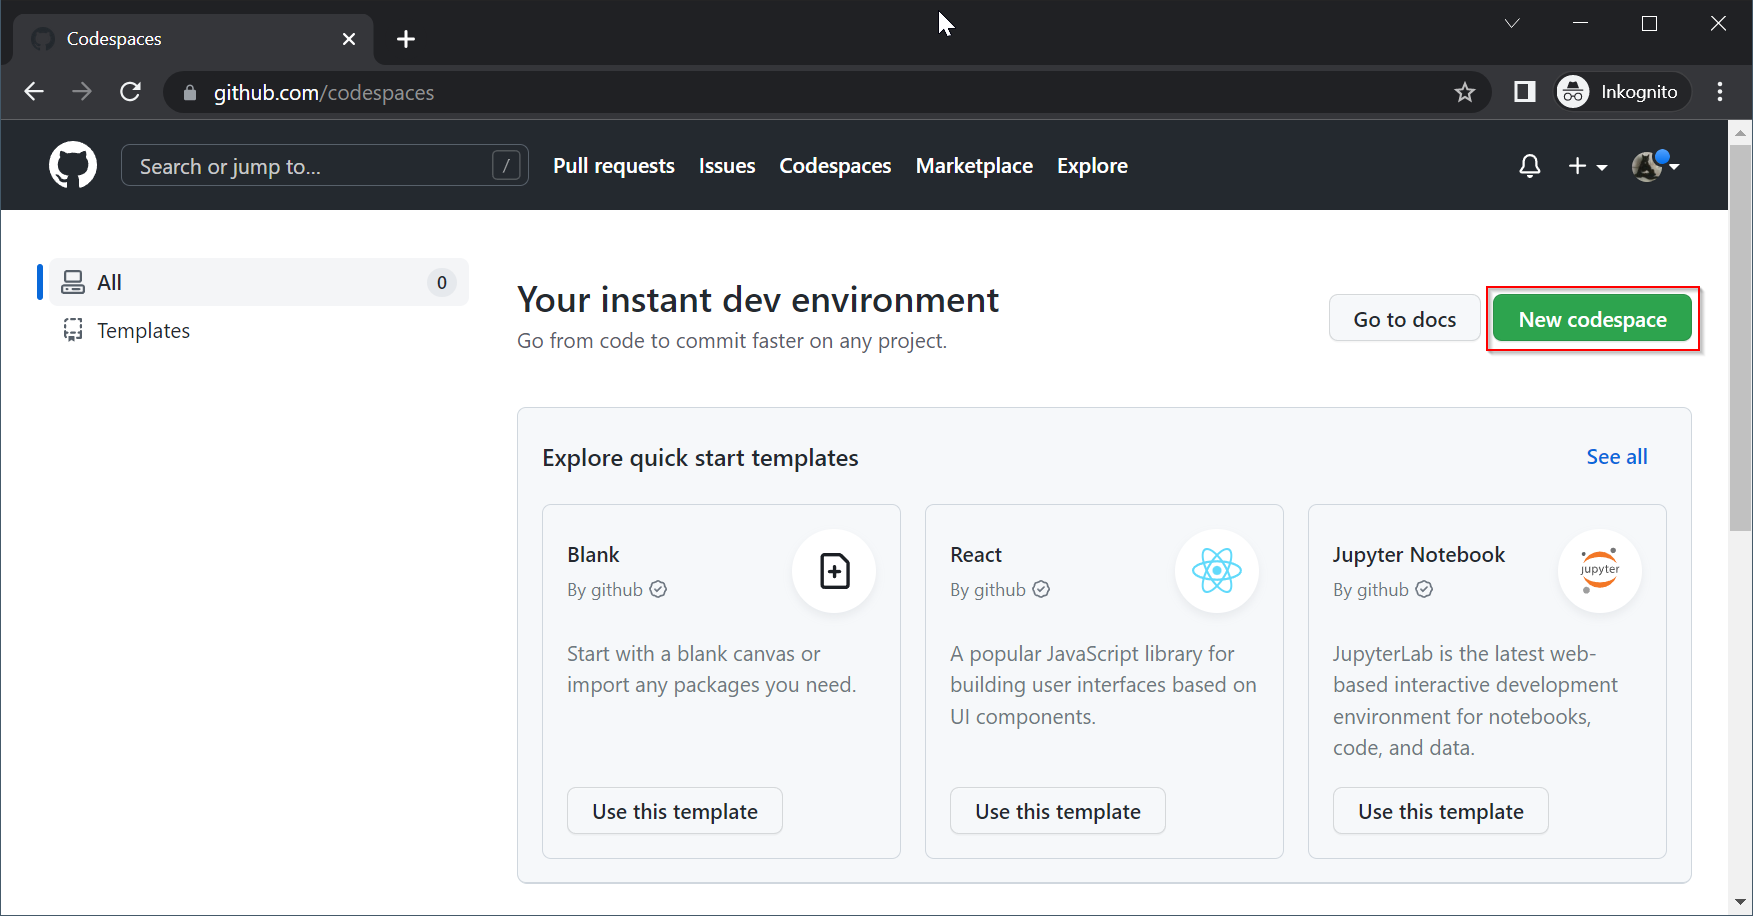 Codespaces
github.com/codespaces
Inkognito
Search or jump to...
/
Pull requests
Issues
Codespaces
Marketplace
Explore
All
0
Templates
Your instant dev environment
Go from code to commit faster on any project.
Go to docs
New codespace
Explore quick start templates
See all
Blank
By github
Start with a blank canvas or
import any packages you need.
Use this template
React
By github
A popular JavaScript library for
building user interfaces based on
UI components.
Use this template
Jupyter Notebook
By github
jupyter
JupyterLab is the latest web-
based interactive development
environment for notebooks,
code, and data.
Use this template